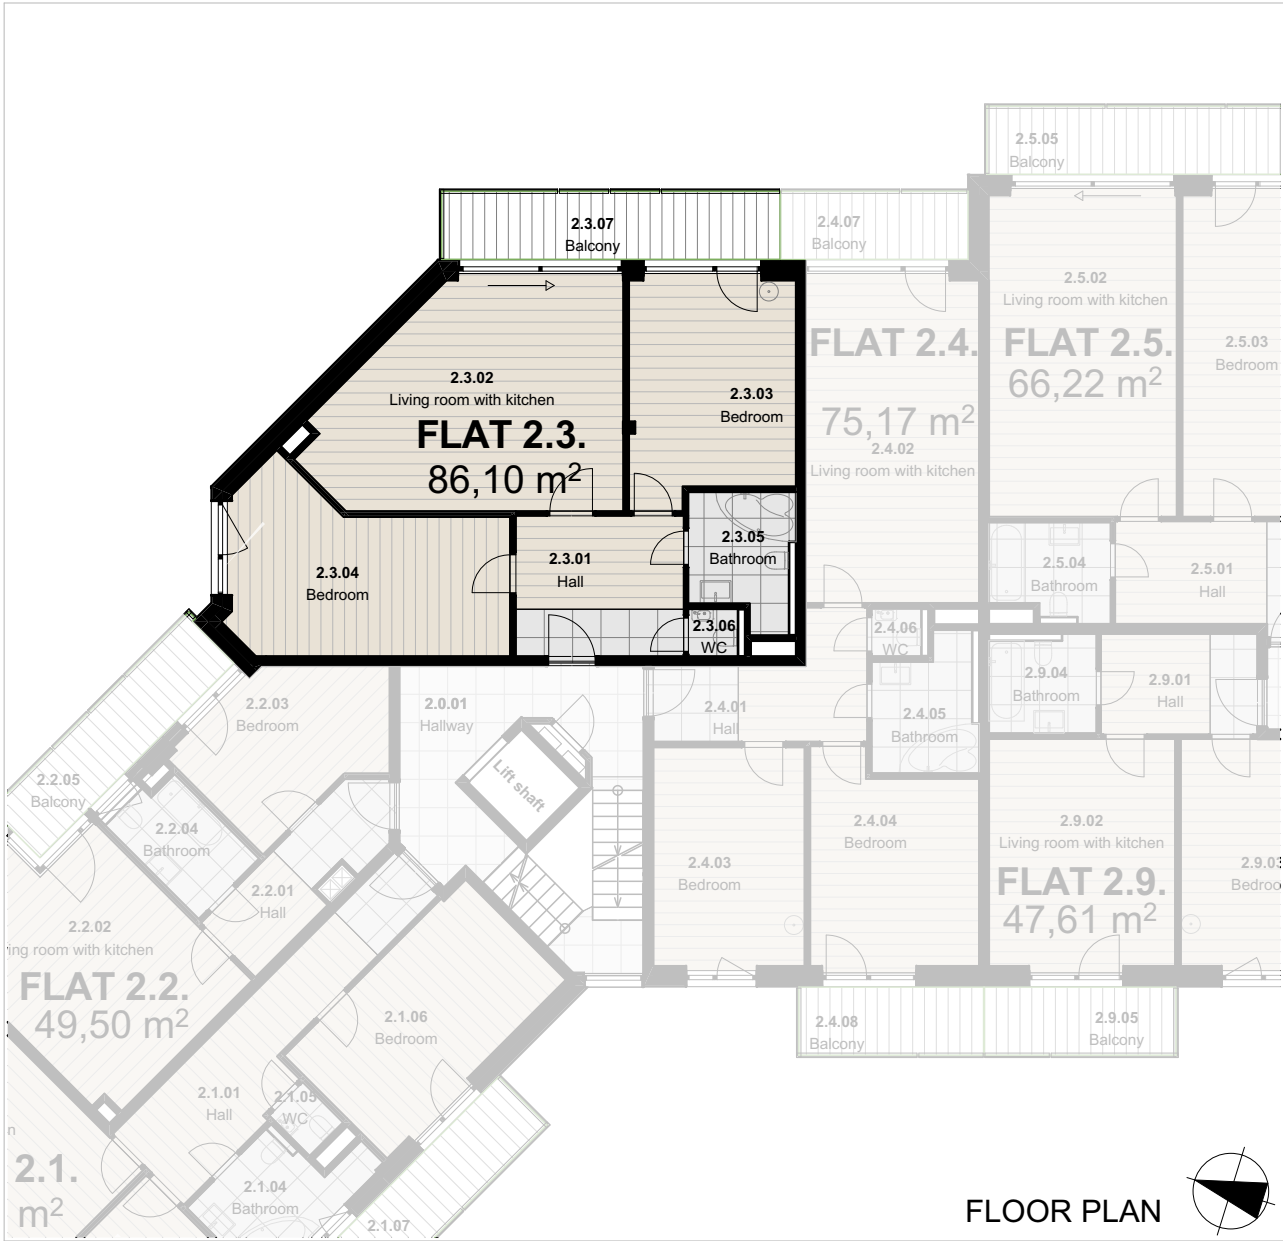 2.5.05
Balcony
2.3.07
Balcony
2.4.07
Balcony
2.5.02
Living room with kitchen
FLAT 2.5.
66,22 m²
2.5.03
Bedroom
FLAT 2.4.
75,17 m²
2.4.02
Living room with kitchen
2.3.02
Living room with kitchen
FLAT 2.3.
86,10 m²
2.3.03
Bedroom
2.3.04
Bedroom
2.3.01
Hall
2.3.05
Bathroom
2.3.06
WC
2.5.04
Bathroom
2.5.01
Hall
2.4.06
WC
2.9.04
Bathroom
2.9.01
Hall
2.2.03
Bedroom
2.0.01
Hallway
2.4.01
Hall
2.4.05
Bathroom
Lift shaft
2.2.05
Balcony
2.2.04
Bathroom
2.4.03
Bedroom
2.4.04
Bedroom
2.9.02
Living room with kitchen
FLAT 2.9.
47,61 m²
2.9.03
Bedroo
2.2.01
Hall
2.2.02
ing room with kitchen
FLAT 2.2.
49,50 m²
2.1.06
Bedroom
2.4.08
Balcony
2.9.05
Balcony
2.1.01
Hall
2.1.05
WC
n
2.1.
m²
2.1.04
Bathroom
2.1.07
FLOOR PLAN